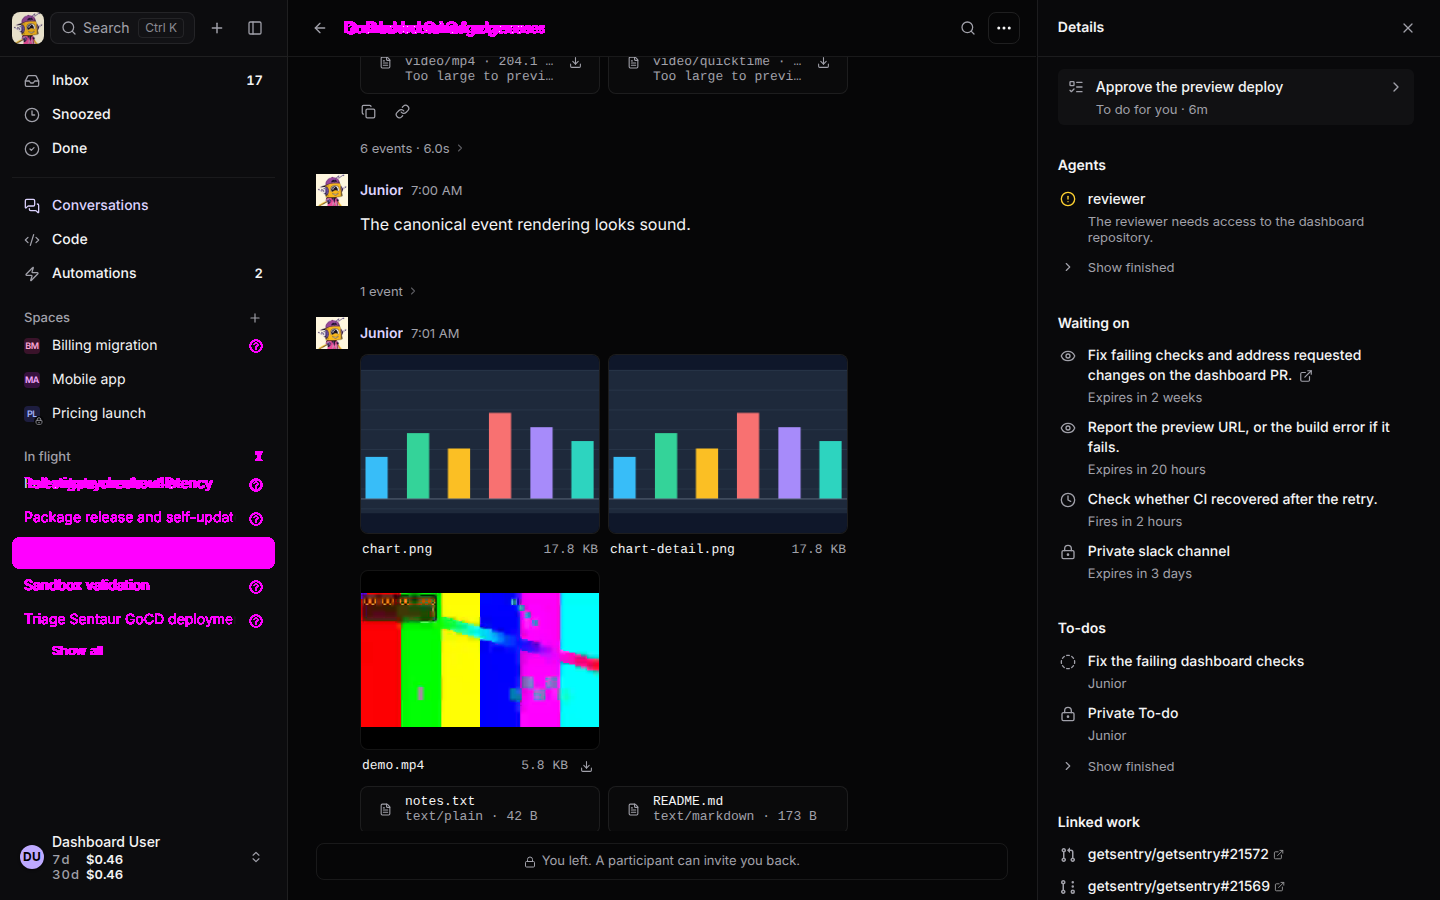 Search Ctrl K
Inbox 17
Snoozed
Done
Conversations
Code
Automations 2
Spaces
BM Billing migration
MA Mobile app
PL Pricing launch
In flight
Package release and self-updat
Sandbox validation
Triage Sentaur GoCD deployme
Show all
DU Dashboard User
7d $0.46
30d $0.46
video/mp4 · 204.1 …
Too large to previ…
video/quicktime · …
Too large to previ…
6 events · 6.0s
Junior 7:00 AM
The canonical event rendering looks sound.
1 event
Junior 7:01 AM
chart.png 17.8 KB
chart-detail.png 17.8 KB
demo.mp4 5.8 KB
notes.txt
text/plain · 42 B
README.md
text/markdown · 173 B
You left. A participant can invite you back.
Details
Approve the preview deploy
To do for you · 6m
Agents
reviewer
The reviewer needs access to the dashboard
repository.
Show finished
Waiting on
Fix failing checks and address requested
changes on the dashboard PR.
Expires in 2 weeks
Report the preview URL, or the build error if it
fails.
Expires in 20 hours
Check whether CI recovered after the retry.
Fires in 2 hours
Private slack channel
Expires in 3 days
To-dos
Fix the failing dashboard checks
Junior
Private To-do
Junior
Show finished
Linked work
getsentry/getsentry#21572
getsentry/getsentry#21569